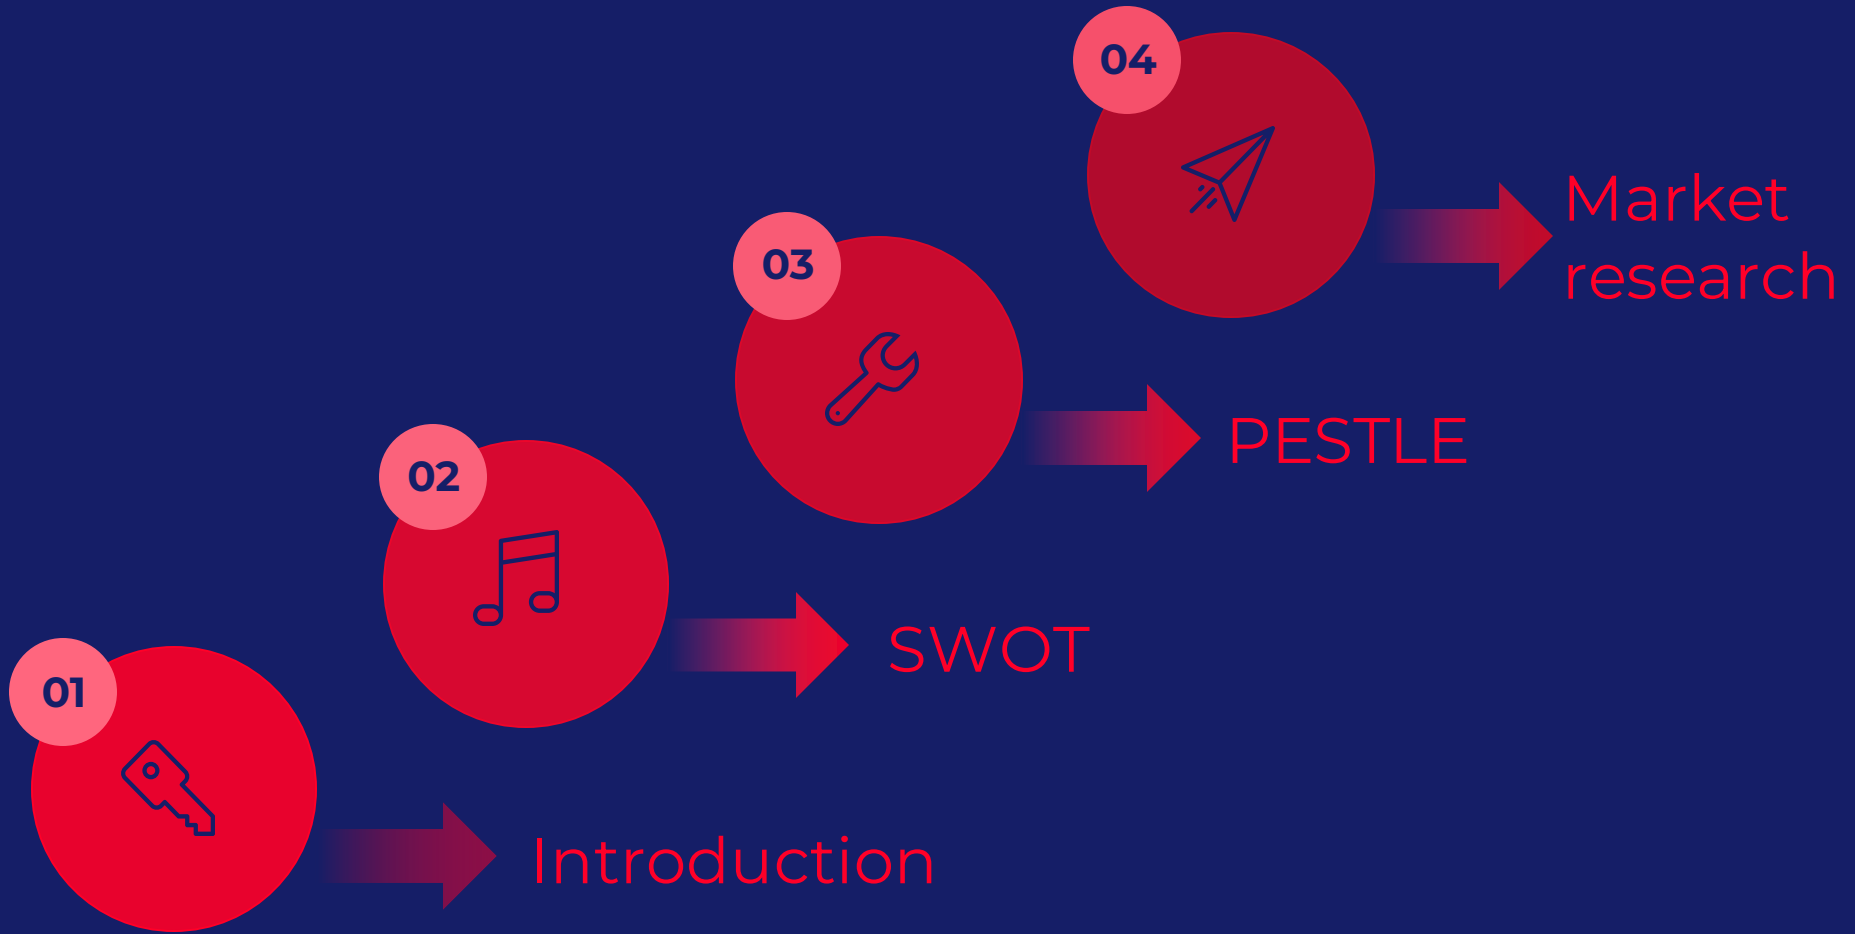 01
Introduction
02
SWOT
03
PESTLE
04
Market
research